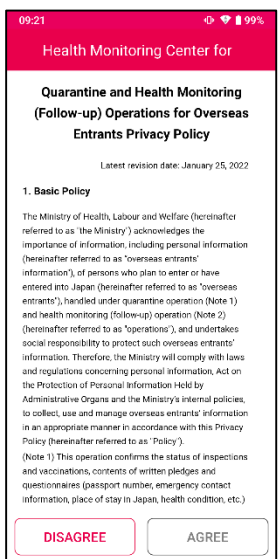 09:21
99%
Health Monitoring Center for
Quarantine and Health Monitoring
(Follow-up) Operations for Overseas
Entrants Privacy Policy
Latest revision date: January 25, 2022
1. Basic Policy
The Ministry of Health, Labour and Welfare (hereinafter
referred to as "the Ministry") acknowledges the
importance of information, including personal information
(hereinafter referred to as "overseas entrants'
information"), of persons who plan to enter or have
entered into Japan (hereinafter referred to as "overseas
entrants"), handled under quarantine operation (Note 1)
and health monitoring (follow-up) operation (Note 2)
(hereinafter referred to as "operations"), and undertakes
social responsibility to protect such overseas entrants'
information. Therefore, the Ministry will comply with laws
and regulations concerning personal information, Act on
the Protection of Personal Information Held by
Administrative Organs and the Ministry's internal policies,
to collect, use and manage overseas entrants' information
in an appropriate manner in accordance with this Privacy
Policy (hereinafter referred to as "Policy").
(Note 1) This operation confirms the status of inspections
and vaccinations, contents of written pledges and
questionnaires (passport number, emergency contact
information, place of stay in Japan, health condition, etc.)
DISAGREE
AGREE